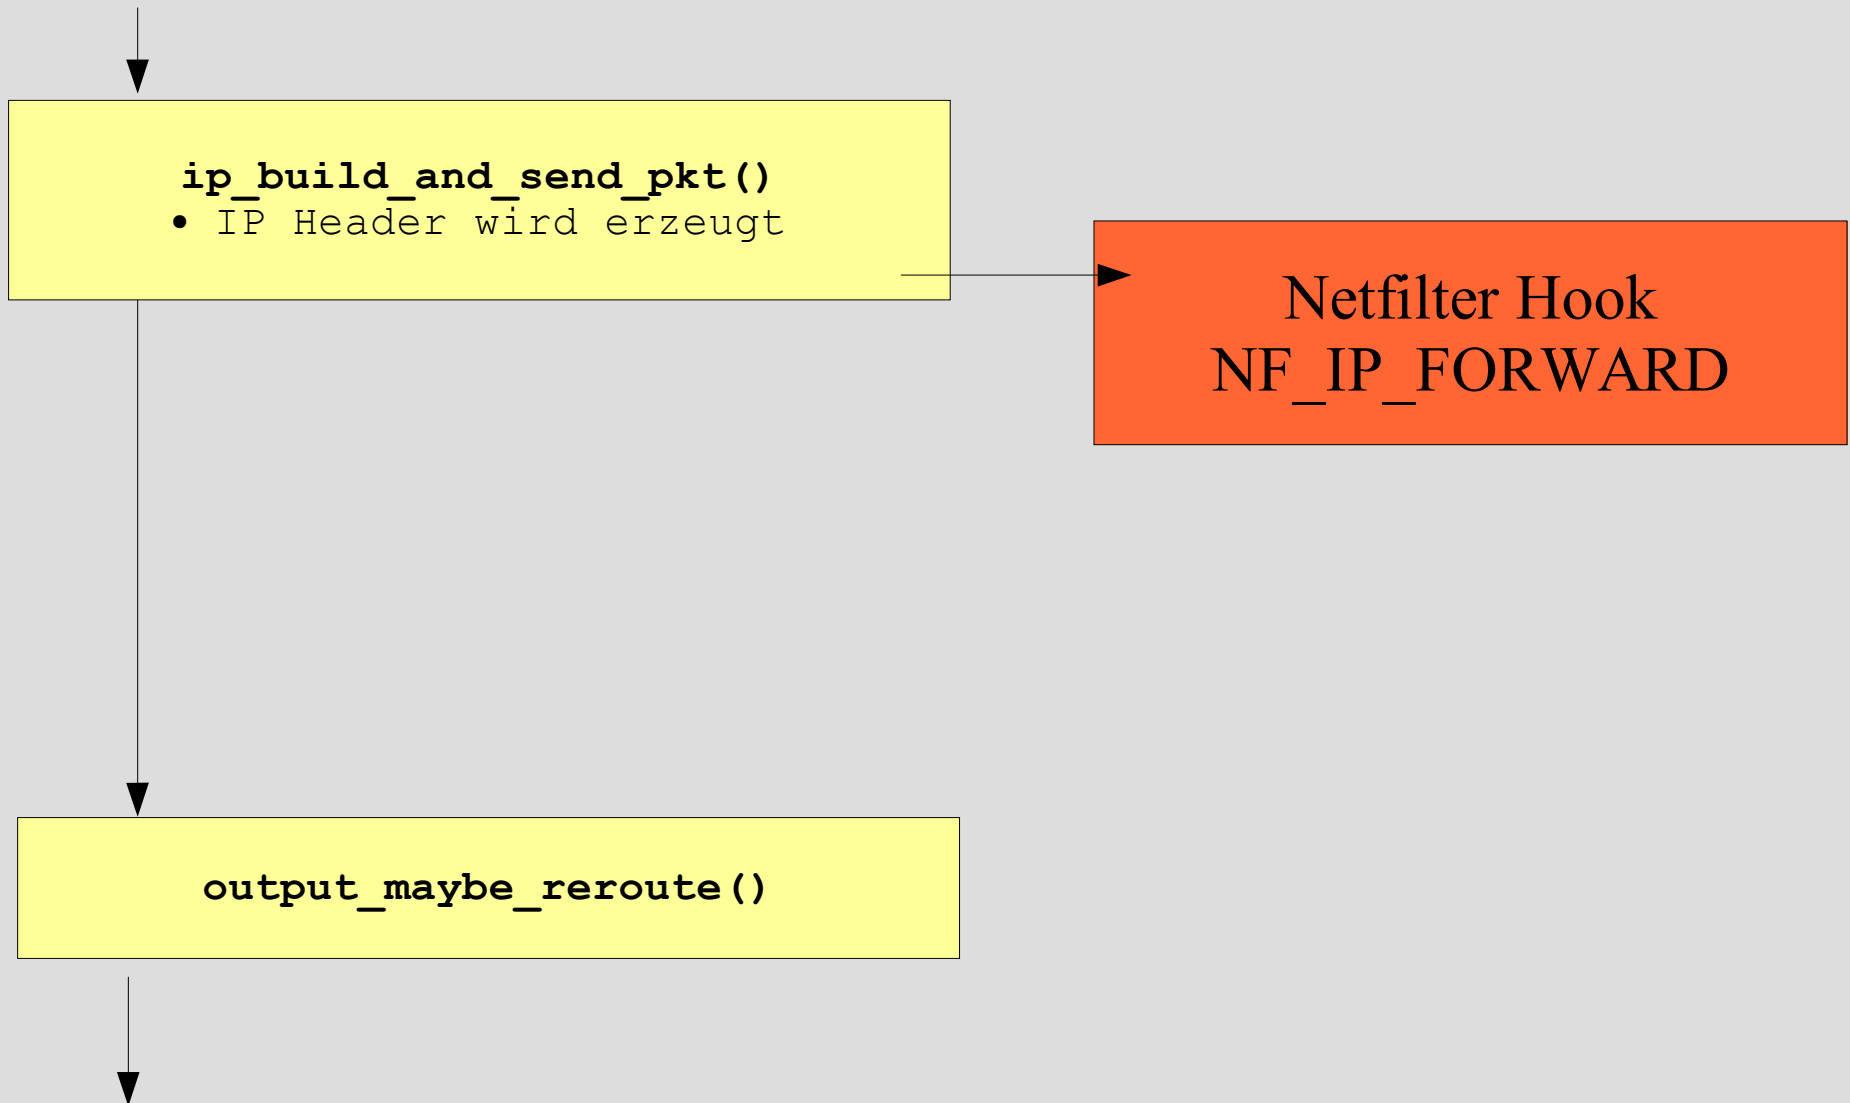 ip_build_and_send_pkt()
• IP Header wird erzeugt
Netfilter Hook
NF_IP_FORWARD
output_maybe_reroute()